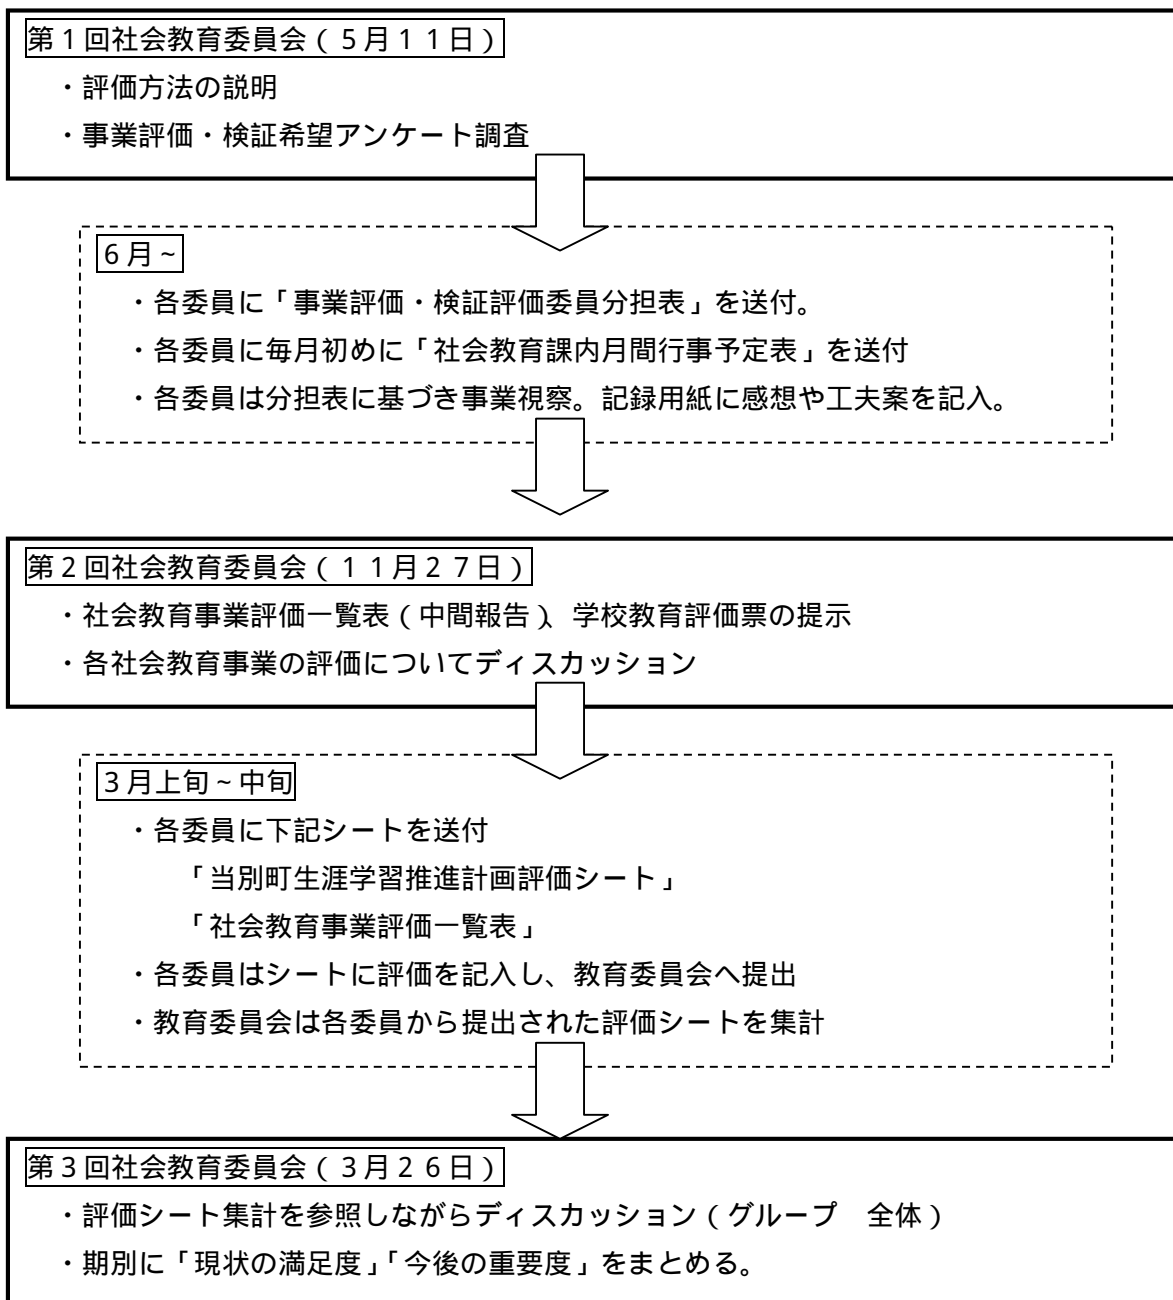 第1回社会教育委員会(5月11日)
・評価方法の説明
・事業評価・検証希望アンケート調査
6月~
・各委員に「事業評価・検証評価委員分担表」を送付。
・各委員に毎月初めに「社会教育課内月間行事予定表」を送付
・各委員は分担表に基づき事業視察。記録用紙に感想や工夫案を記入。
第2回社会教育委員会(11月27日)
・社会教育事業評価一覧表(中間報告)、学校教育評価票の提示
・各社会教育事業の評価についてディスカッション
3月上旬~中旬
・各委員に下記シートを送付
「当別町生涯学習推進計画評価シート」
「社会教育事業評価一覧表」
・各委員はシートに評価を記入し、教育委員会へ提出
・教育委員会は各委員から提出された評価シートを集計
第3回社会教育委員会(3月26日)
・評価シート集計を参照しながらディスカッション(グループ 全体)
・期別に「現状の満足度」「今後の重要度」をまとめる。